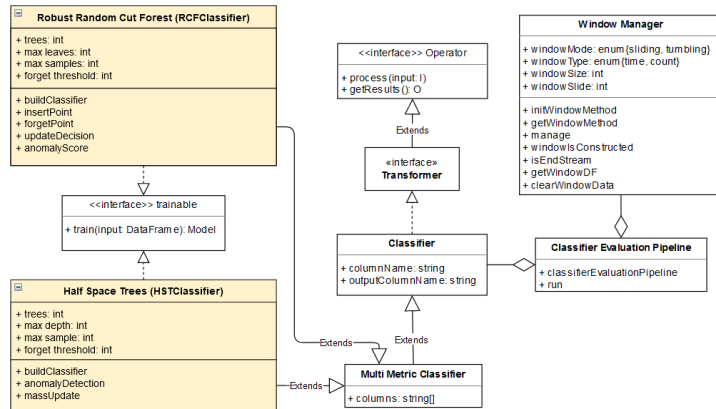 Robust Random Cut Forest (RCFClassifier)
+ trees: int
+ max leaves: int
+ max samples: int
+ forget threshold: int
+ buildClassifier
+ insertPoint
+ forgetPoint
+ updateDecision
+ anomalyScore
<<interface>> trainable
+ train(input: DataFrame): Model
Half Space Trees (HSTClassifier)
+ trees: int
+ max depth: int
+ max sample: int
+ forget threshold: int
+ buildClassifier
+ anomalyDetection
+ massUpdate
<<interface>> Operator
+ process(input: I)
+ getResults(): O
Extends
«interface»
Transformer
Classifier
+ columnName: string
+ outputColumnName: string
Extends
Extends
Extends
Multi Metric Classifier
+ columns: string[]
Window Manager
+ windowMode: enum{sliding, tumbling}
+ windowType: enum{time, count}
+ windowSize: int
+ windowSlide: int
+ initWindowMethod
+ getWindowMethod
+ manage
+ windowIsConstructed
+ isEndStream
+ getWindowDF
+ clearWindowData
Classifier Evaluation Pipeline
+ classifierEvaluationPipeline
+ run